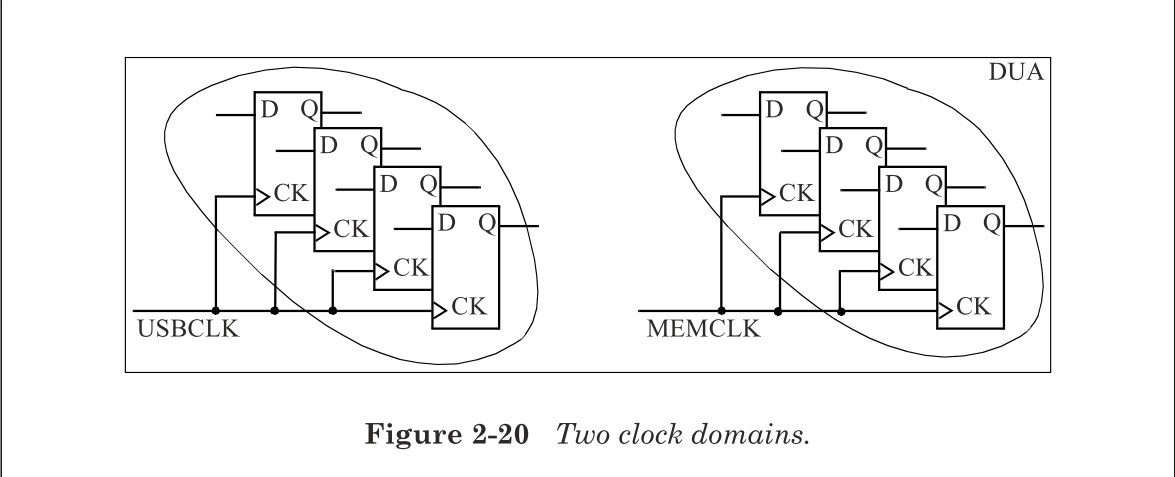 DUA
D Q
D Q
D Q
D Q
CK
CK
CK
CK
USBCLK
D Q
D Q
D Q
D Q
CK
CK
CK
CK
MEMCLK
Figure 2-20 Two clock domains.